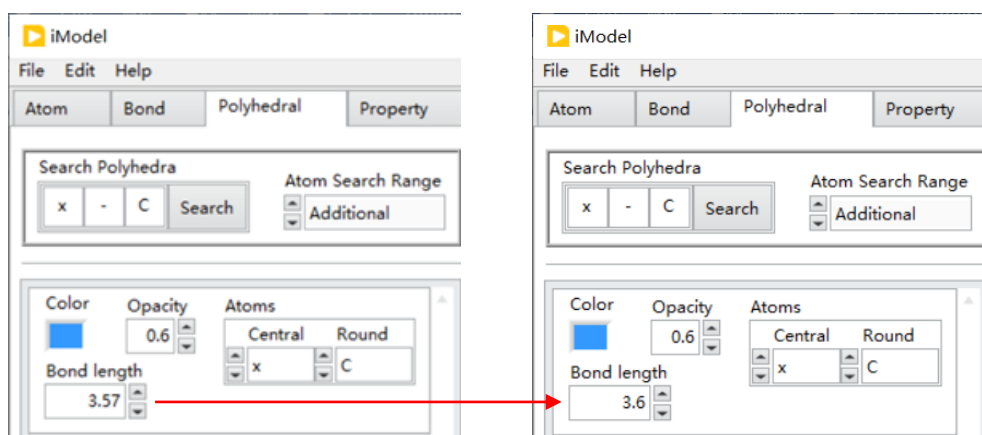 iModel
File Edit Help
Atom Bond Polyhedral Property
Search Polyhedra
x - C Search
Atom Search Range
Additional
Color Opacity Atoms
0.6
Central Round
x C
Bond length
3.57
iModel
File Edit Help
Atom Bond Polyhedral Property
Search Polyhedra
x - C Search
Atom Search Range
Additional
Color Opacity Atoms
0.6
Central Round
x C
Bond length
3.6